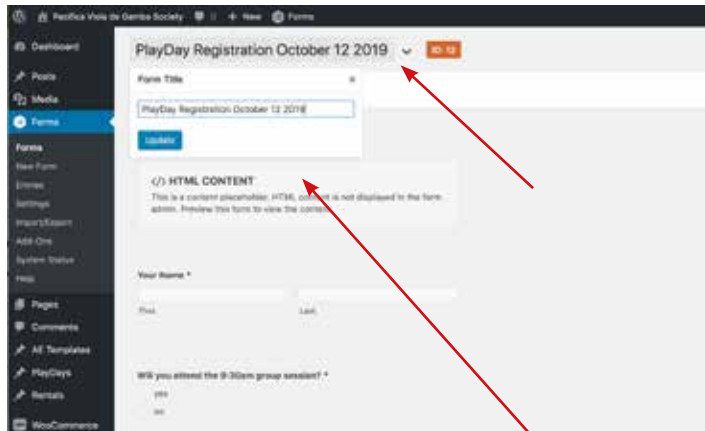 Pacifica Viola da Gamba Society + New Forms
Dashboard
Posts
Media
Forms
Forms
New Form
Entries
Settings
Import/Export
Add-Ons
System Status
Help
Pages
Comments
AE Templates
PlayDays
Rentals
WooCommerce
PlayDay Registration October 12 2019 ID: 12
Form Title ×
PlayDay Registration October 12 2019
Update
</> HTML CONTENT
This is a content placeholder. HTML content is not displayed in the form
admin. Preview this form to view the content.
Your Name *
First Last
Will you attend the 9:30am group session? *
yes
no